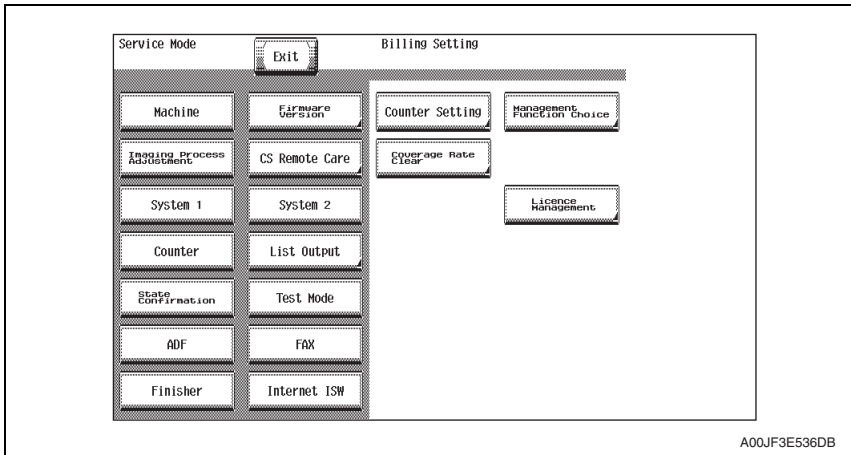 Service Mode
Exit
Billing Setting
Machine
Firmware
Version
Counter Setting
Management
Function Choice
Imaging Process
Adjustment
CS Remote Care
Coverage Rate
Clear
System 1
System 2
Licence
Management
Counter
List Output
State
Confirmation
Test Mode
ADF
FAX
Finisher
Internet ISW
A00JF3E536DB